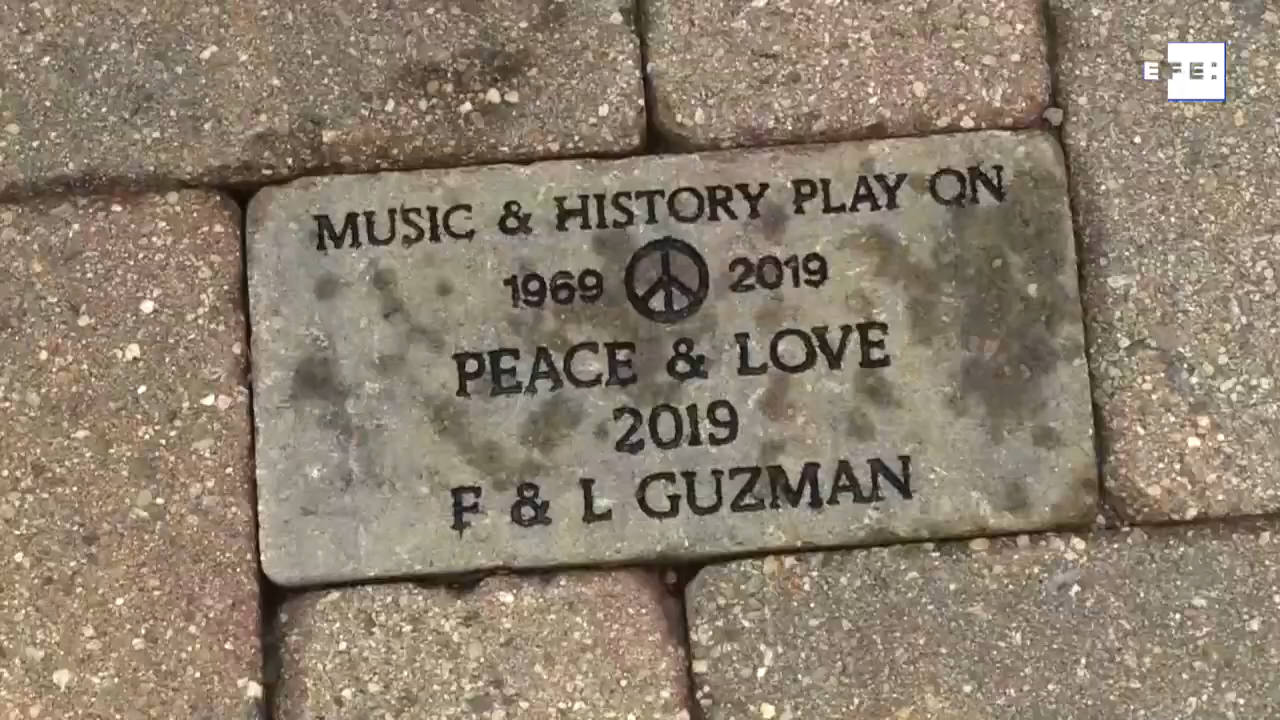 EFE:
MUSIC & HISTORY PLAY ON
1969 2019
PEACE & LOVE
2019
F & L GUZMAN